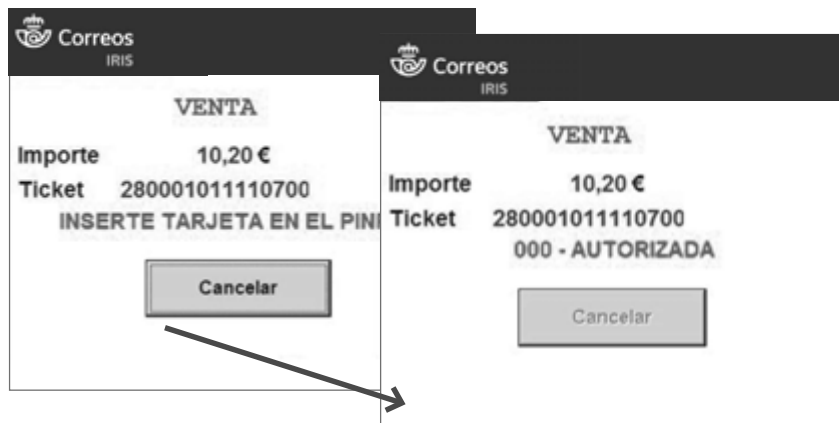 Correos
IRIS
VENTA
Importe 10,20 €
Ticket 280001011110700
INSERTE TARJETA EN EL
Cancelar
Correos
IRIS
VENTA
Importe 10,20 €
Ticket 280001011110700
000 - AUTORIZADA
Cancelar